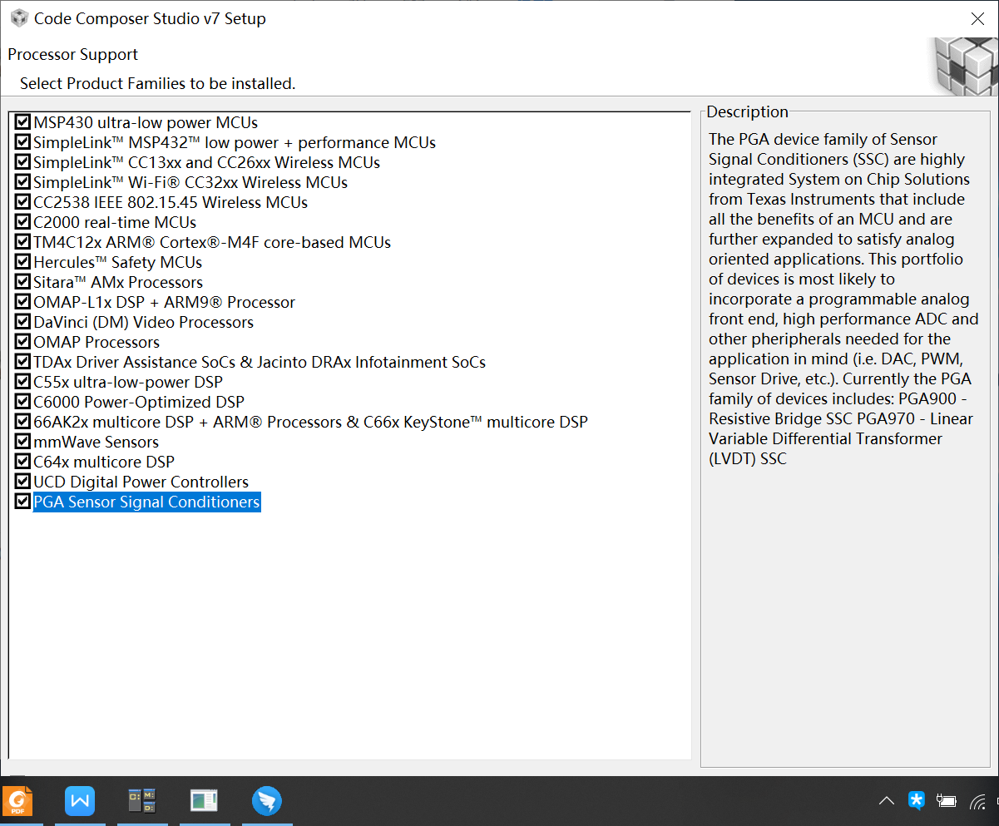 Code Composer Studio v7 Setup
Processor Support
Select Product Families to be installed.
MSP430 ultra-low power MCUs
SimpleLink™ MSP432™ low power + performance MCUs
SimpleLink™ CC13xx and CC26xx Wireless MCUs
SimpleLink™ Wi-Fi® CC32xx Wireless MCUs
CC2538 IEEE 802.15.45 Wireless MCUs
C2000 real-time MCUs
TM4C12x ARM® Cortex®-M4F core-based MCUs
Hercules™ Safety MCUs
Sitara™ AMx Processors
OMAP-L1x DSP + ARM9® Processor
DaVinci (DM) Video Processors
OMAP Processors
TDAx Driver Assistance SoCs & Jacinto DRAx Infotainment SoCs
C55x ultra-low-power DSP
C6000 Power-Optimized DSP
66AK2x multicore DSP + ARM® Processors & C66x KeyStone™ multicore DSP
mmWave Sensors
C64x multicore DSP
UCD Digital Power Controllers
PGA Sensor Signal Conditioners
Description
The PGA device family of Sensor
Signal Conditioners (SSC) are highly
integrated System on Chip Solutions
from Texas Instruments that include
all the benefits of an MCU and are
further expanded to satisfy analog
oriented applications. This portfolio
of devices is most likely to
incorporate a programmable analog
front end, high performance ADC and
other pheripherals needed for the
application in mind (i.e. DAC, PWM,
Sensor Drive, etc.). Currently the PGA
family of devices includes: PGA900 -
Resistive Bridge SSC PGA970 - Linear
Variable Differential Transformer
(LVDT) SSC
PDF